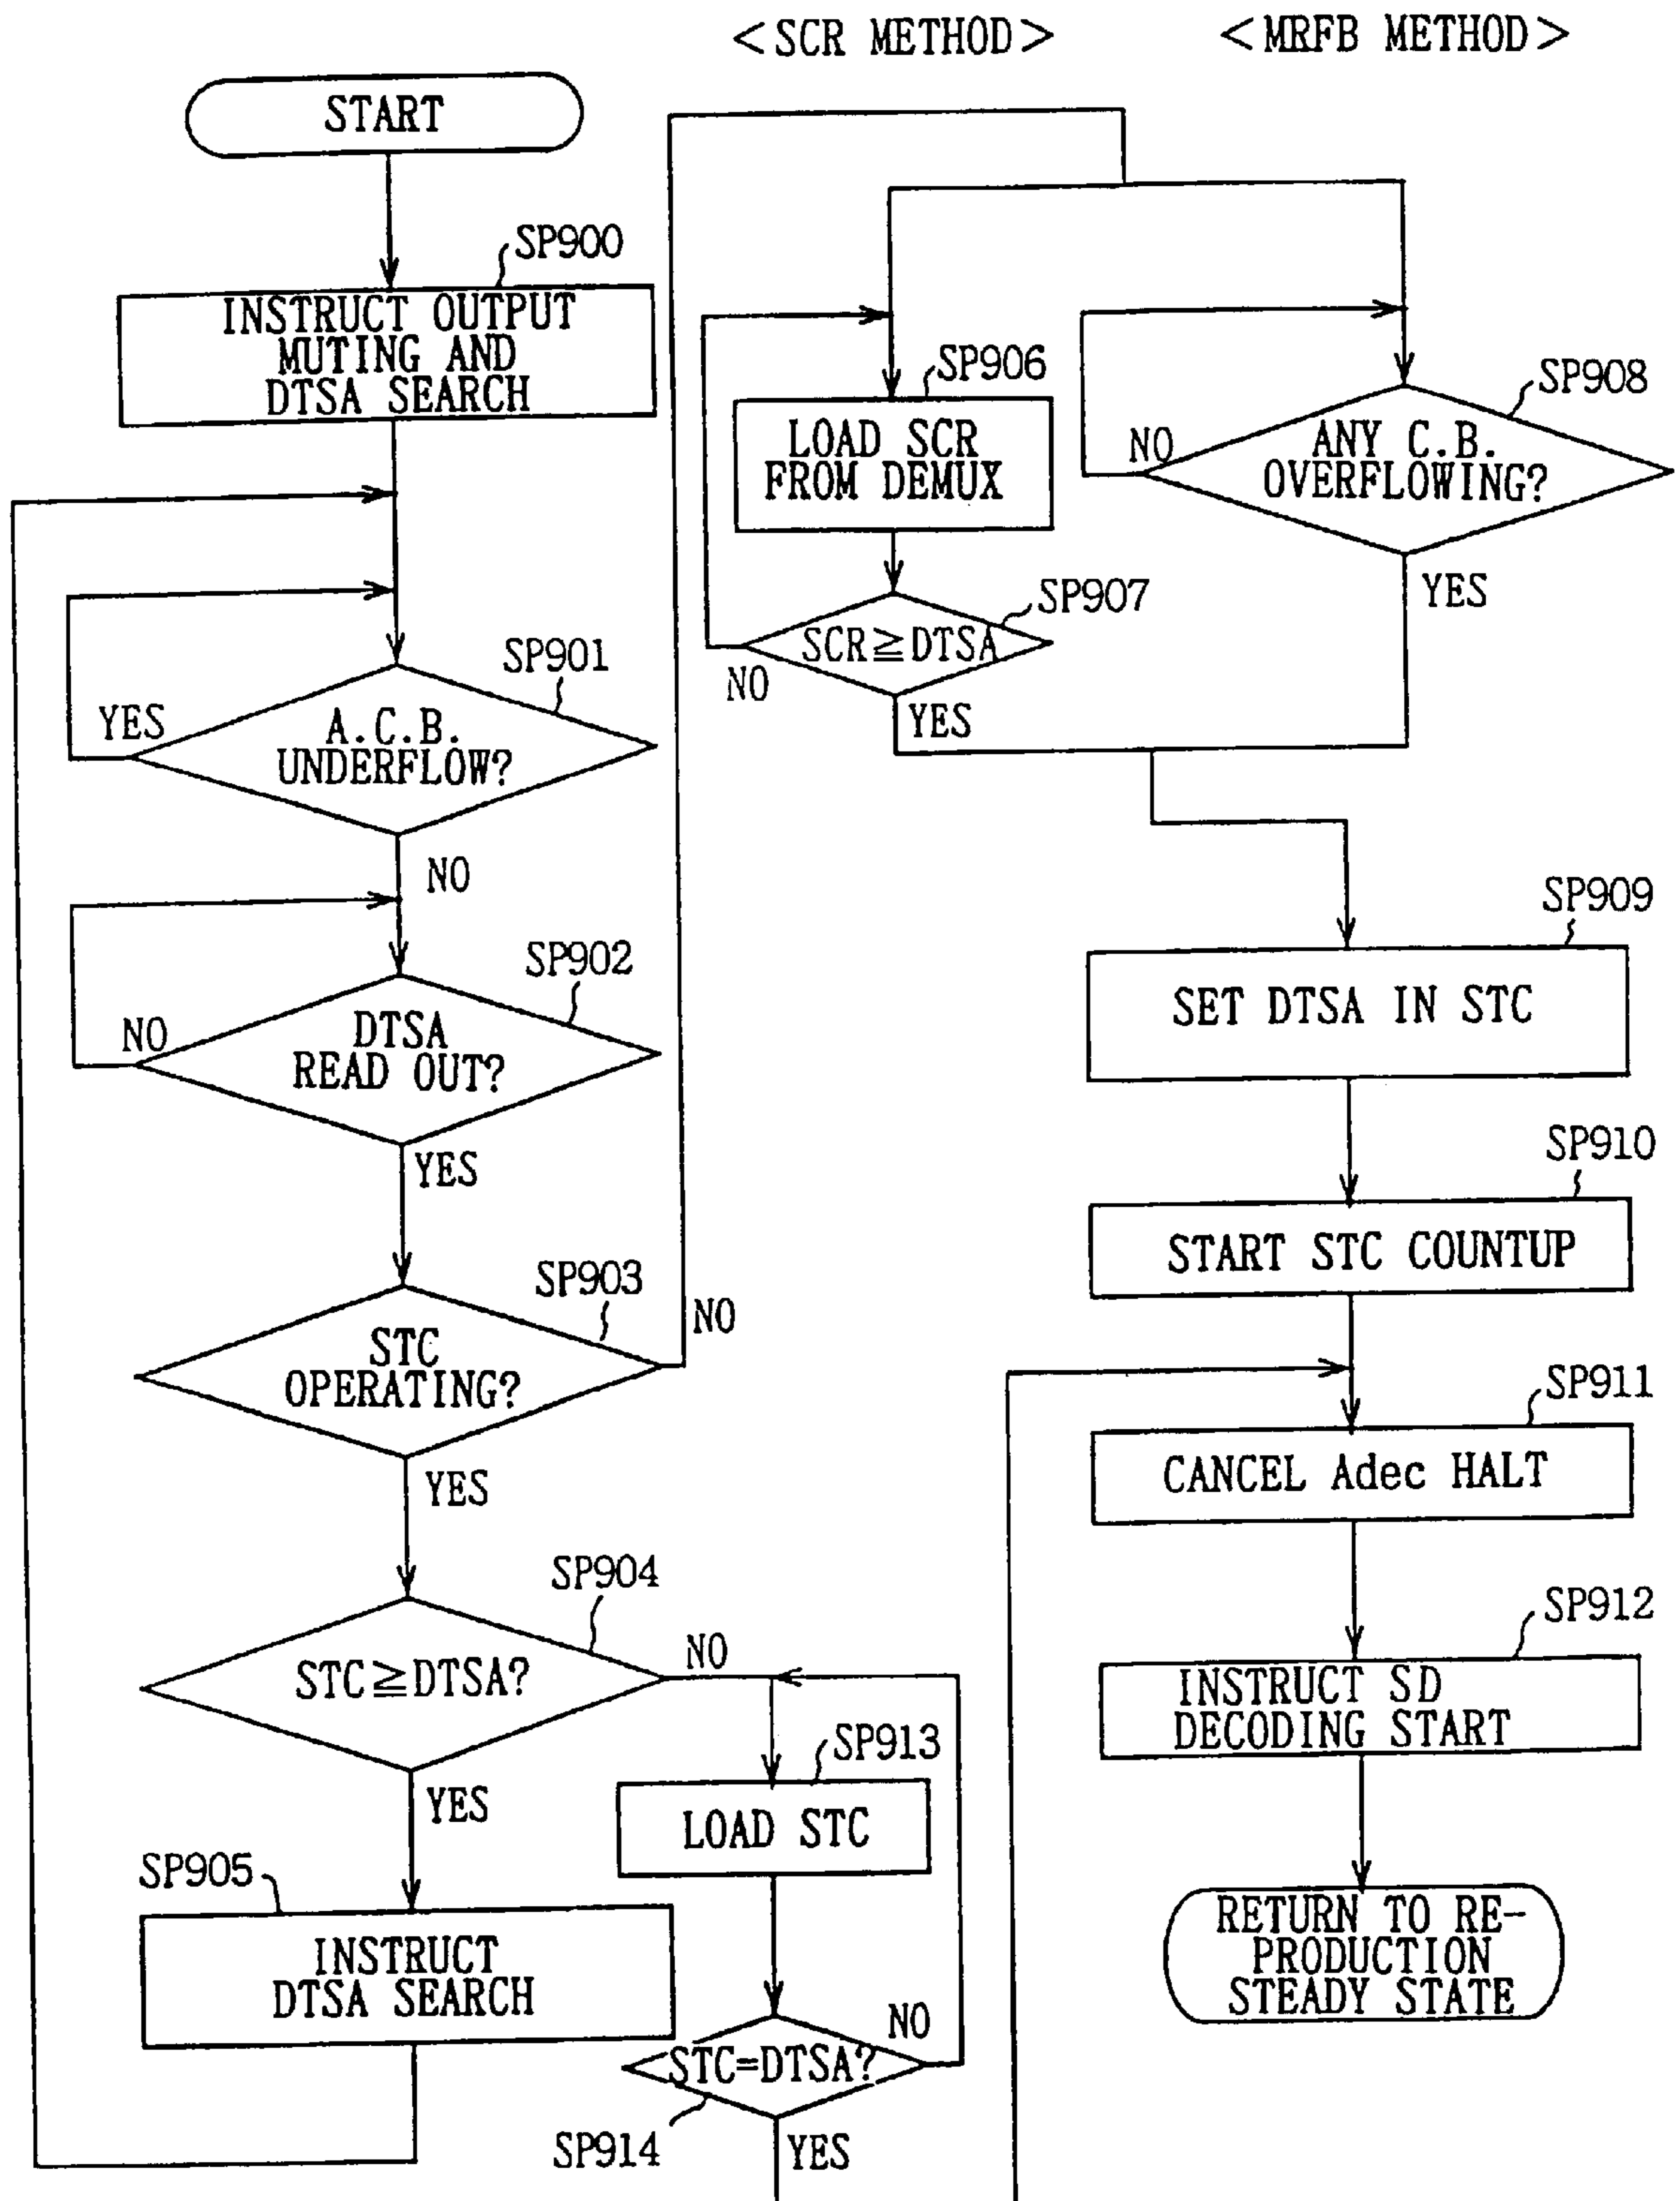 <SCR METHOD>
<MRFB METHOD>
START
SP900
INSTRUCT OUTPUT
MUTING AND
DTSA SEARCH
SP901
YES
A.C.B.
UNDERFLOW?
NO
SP902
NO
DTSA
READ OUT?
YES
SP903
STC
OPERATING?
NO
YES
SP904
STC≧DTSA?
NO
YES
SP905
INSTRUCT
DTSA SEARCH
SP913
LOAD STC
NO
STC=DTSA?
SP914
YES
SP906
LOAD SCR
FROM DEMUX
SP907
SCR≧DTSA
NO
YES
SP908
NO
ANY C.B.
OVERFLOWING?
YES
SP909
SET DTSA IN STC
SP910
START STC COUNTUP
SP911
CANCEL Adec HALT
SP912
INSTRUCT SD
DECODING START
RETURN TO RE-
PRODUCTION
STEADY STATE